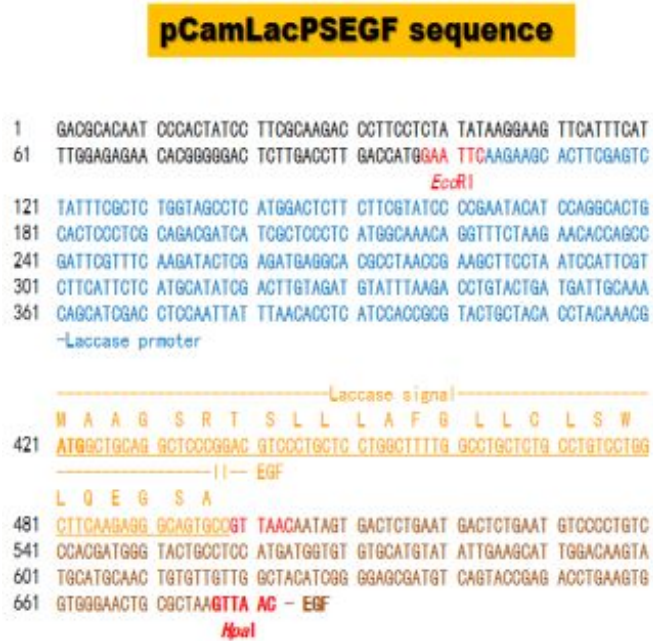 pCamLacPSEGF sequence
1 GACGCACAAT CCCACTATCC TTCGCAAGAC CCTTCCTCTA TATAAGGAAG TTCATTTCAT
61 TTGGAGAGAA CACGGGGGAC TCTTGACCTT GACCATGGAA TTCAAGAAGC ACTTCGAGTC
EcoRI
121 TATTTCGCTC TGGTAGCCTC ATGGACTCTT CTTCGTATCC CCGAATACAT CCAGGCACTG
181 CACTCCCTCG CAGACGATCA TCGCTCCCTC ATGGCAAACA GGTTTCTAAG AACACCAGCC
241 GATTCGTTTC AAGATACTCG AGATGAGGCA CGCCTAACCG AAGCTTCCTA ATCCATTCGT
301 CTTCATTCTC ATGCATATCG ACTTGTAGAT GTATTTAAGA CCTGTACTGA TGATTGCAAA
361 CAGCATCGAC CTCCAATTAT TTAACACCTC ATCCACCGCG TACTGCTACA CCTACAAACG
-Laccase prmoter
------------------------------Laccase signal---------------------
M A A G S R T S L L L A F G L L C L S W
421 ATGGCTGCAG GCTCCCGGAC GTCCCTGCTC CTGGCTTTTG GCCTGCTCTG CCTGTCCTGG
-----------------||-- EGF
L Q E G S A
481 CTTCAAGAGG GCAGTGCCGT TAACAATAGT GACTCTGAAT GACTCTGAAT GTCCCCTGTC
541 CCACGATGGG TACTGCCTCC ATGATGGTGT GTGCATGTAT ATTGAAGCAT TGGACAAGTA
601 TGCATGCAAC TGTGTTGTTG GCTACATCGG GGAGCGATGT CAGTACCGAG ACCTGAAGTG
661 GTGGGAACTG CGCTAAGTTA AC - EGF
HpaI